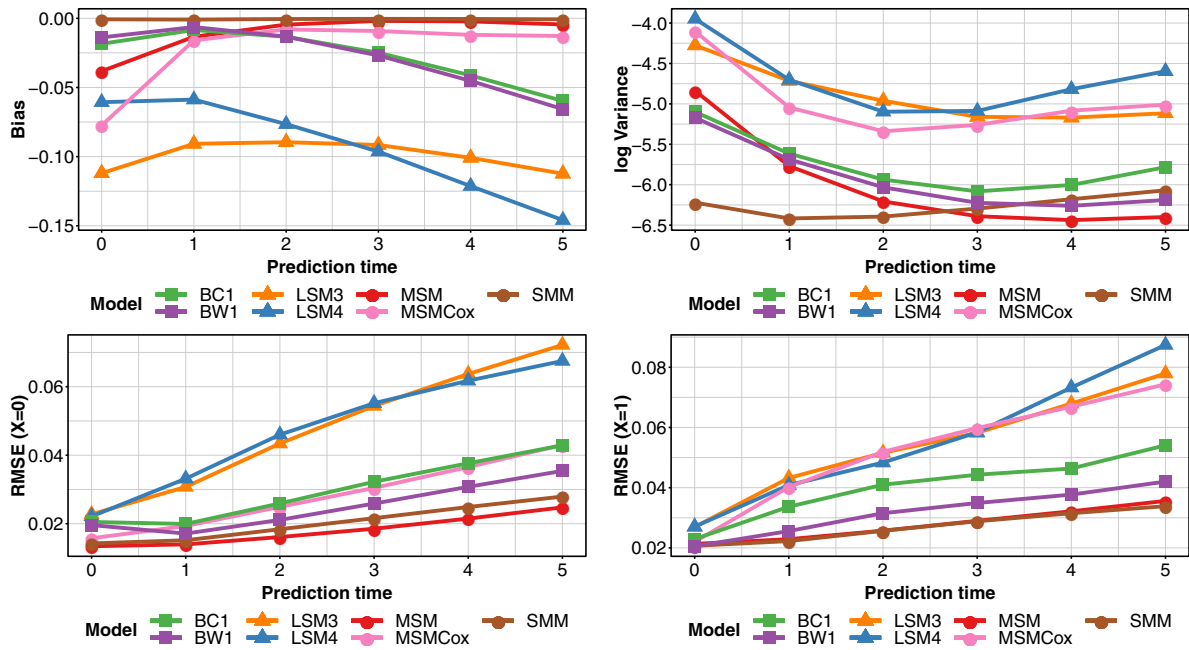 Bias
0.00
−0.05
−0.10
−0.15
0 1 2 3 4 5
Prediction time
Model BC1 LSM3 MSM SMM
BW1 LSM4 MSMCox
log Variance
−4.0
−4.5
−5.0
−5.5
−6.0
−6.5
0 1 2 3 4 5
Prediction time
Model BC1 LSM3 MSM SMM
BW1 LSM4 MSMCox
RMSE (X=0)
0.06
0.04
0.02
0 1 2 3 4 5
Prediction time
Model BC1 LSM3 MSM SMM
BW1 LSM4 MSMCox
RMSE (X=1)
0.08
0.06
0.04
0.02
0 1 2 3 4 5
Prediction time
Model BC1 LSM3 MSM SMM
BW1 LSM4 MSMCox